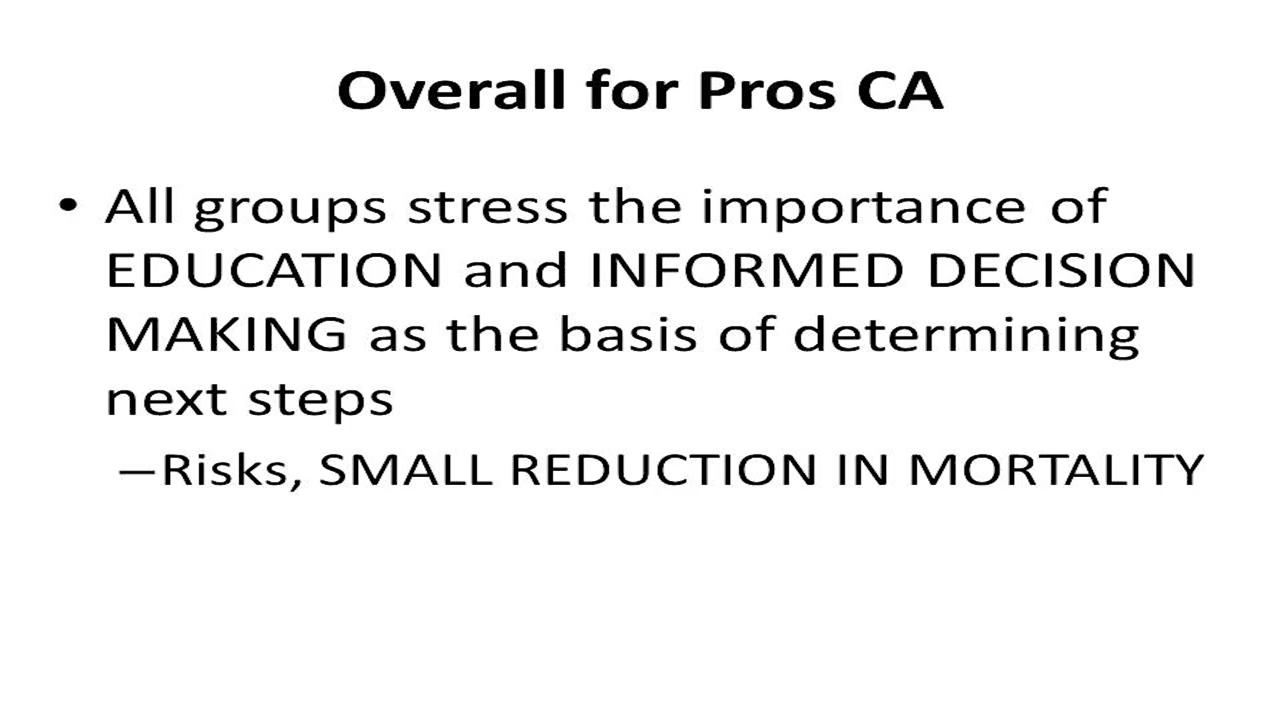 Overall for Pros CA
• All groups stress the importance of
EDUCATION and INFORMED DECISION
MAKING as the basis of determining
next steps
–Risks, SMALL REDUCTION IN MORTALITY